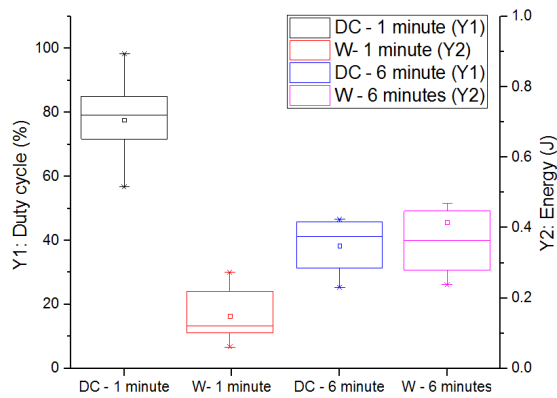 DC - 1 minute (Y1)
W- 1 minute (Y2)
DC - 6 minute (Y1)
W - 6 minutes (Y2)
Y1: Duty cycle (%)
100
80
60
40
20
0
1.0
0.8
0.6
0.4
0.2
0.0
Y2: Energy (J)
DC - 1 minute
W- 1 minute
DC - 6 minute
W - 6 minutes